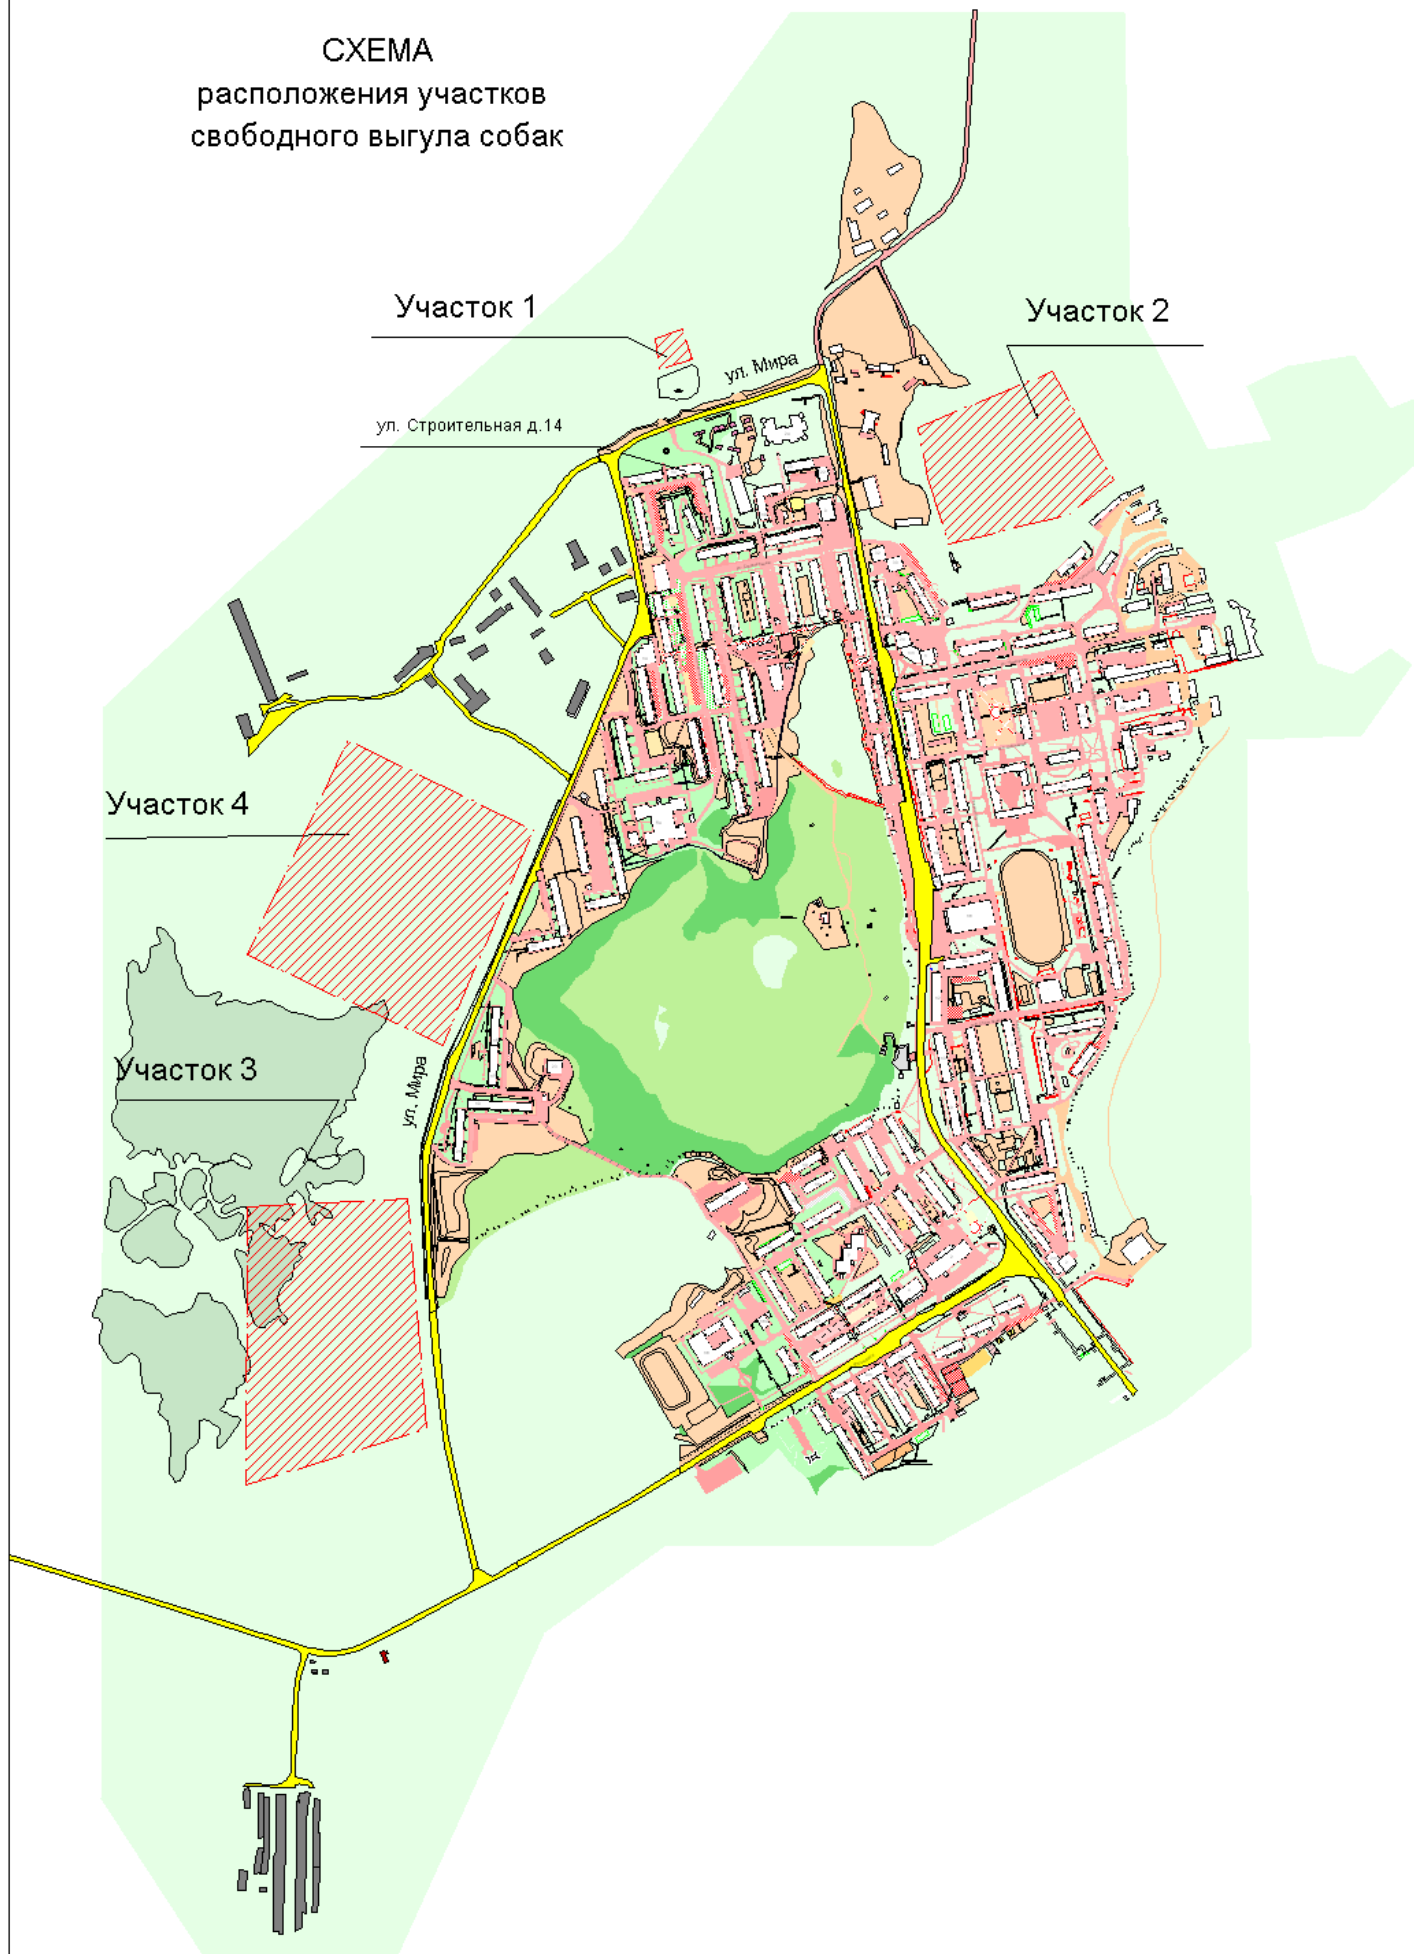 СХЕМА
расположения участков
свободного выгула собак
Участок 1
Участок 2
ул. Мира
ул. Строительная д.14
Участок 4
Участок 3
ул. Мира